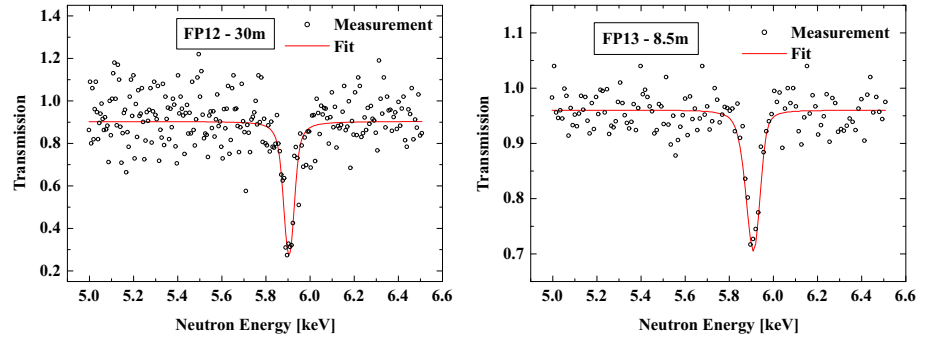 FP12 - 30m
Measurement
Fit
1.4
1.2
1.0
0.8
0.6
0.4
0.2
Transmission
5.0 5.2 5.4 5.6 5.8 6.0 6.2 6.4 6.6
Neutron Energy [keV]
FP13 - 8.5m
Measurement
Fit
1.1
1.0
0.9
0.8
0.7
Transmission
5.0 5.2 5.4 5.6 5.8 6.0 6.2 6.4 6.6
Neutron Energy [keV]